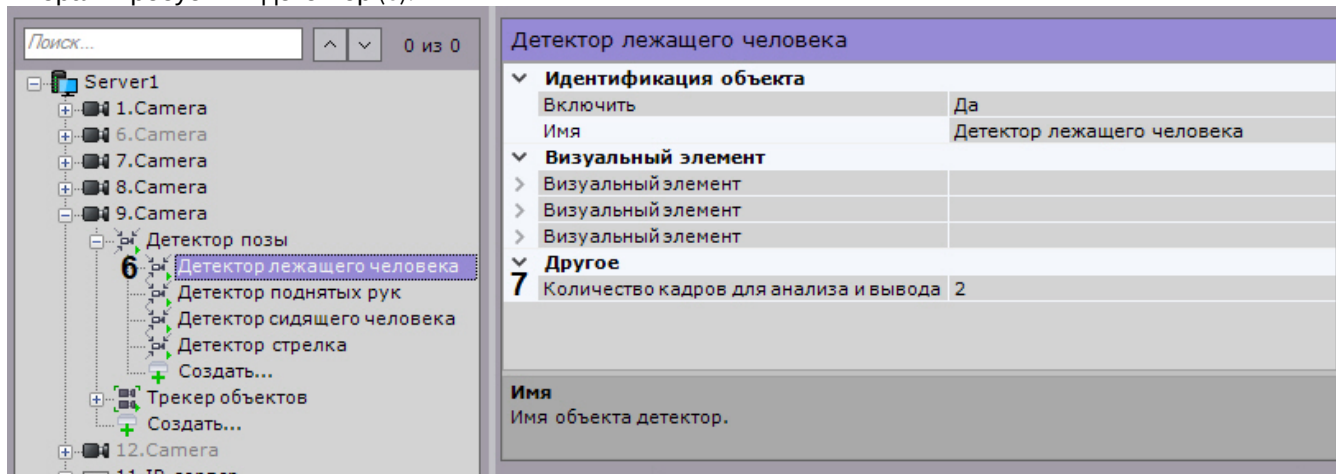 Поиск...
0 из 0
Server1
1.Camera
6.Camera
7.Camera
8.Camera
9.Camera
Детектор позы
6
Детектор лежащего человека
Детектор поднятых рук
Детектор сидящего человека
Детектор стрелка
Создать...
Трекер объектов
Создать...
12.Camera
Детектор лежащего человека
Идентификация объекта
Включить Да
Имя Детектор лежащего человека
Визуальный элемент
Визуальный элемент
Визуальный элемент
Визуальный элемент
Другое
7
Количество кадров для анализа и вывода 2
Имя
Имя объекта детектор.